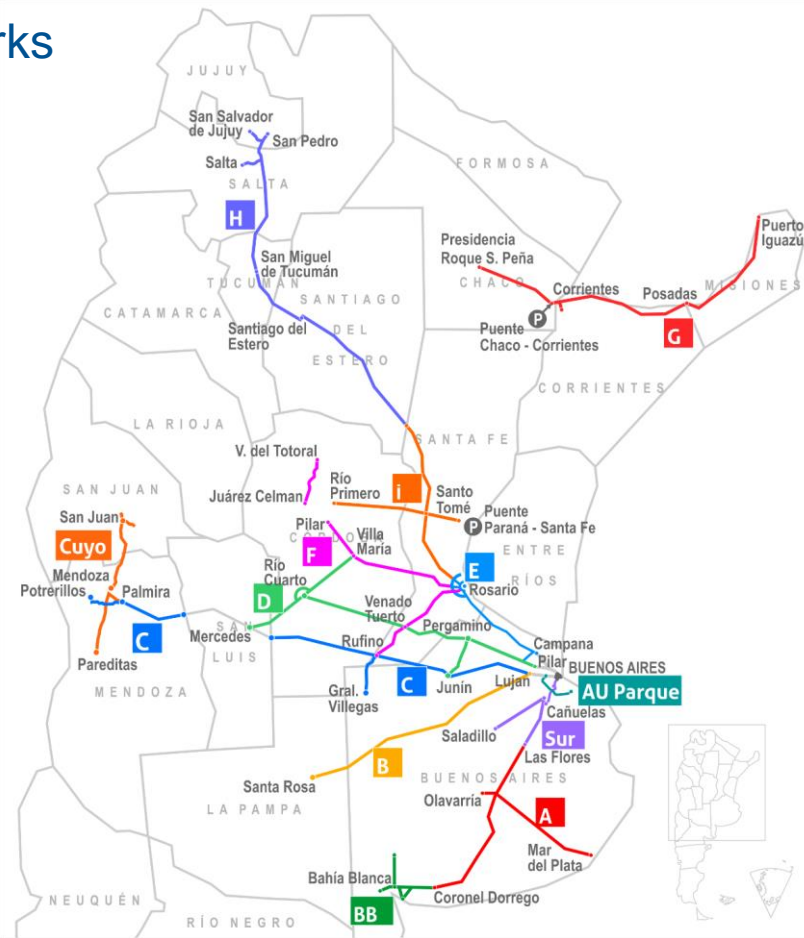 rks
JUJUY
San Salvador
de Jujuy
San Pedro
Salta
SALTA
FORMOSA
H
Puerto
Iguazú
Presidencia
Roque S. Peña
San Miguel
de Tucumán
TUCUMÁN
CHACO
Corrientes
Posadas
MISIONES
SANTIAGO
CATAMARCA
P
Puente
Chaco - Corrientes
G
Santiago del
Estero
DEL
ESTERO
CORRIENTES
LA RIOJA
SANTA FE
V. del Totoral
SAN JUAN
Juárez Celman
Río
Primero
i
Santo
Tomé
San Juan
P
Puente
Paraná - Santa Fe
Pilar
Villa
María
CÓRDOBA
Cuyo
F
E
ENTRE
RÍOS
Mendoza
Potrerillos
Palmira
Río
Cuarto
Rosario
D
Venado
Tuerto
Pergamino
Mercedes
SAN
LUIS
C
Rufino
Campana
Pilar
BUENOS AIRES
Pareditas
C
Lujan
AU Parque
MENDOZA
Gral.
Villegas
Junín
Cañuelas
Saladillo
Sur
B
Las Flores
Santa Rosa
BUENOS AIRES
LA PAMPA
Olavarría
A
Mar
del Plata
Bahía Blanca
Coronel Dorrego
NEUQUÉN
BB
RÍO NEGRO